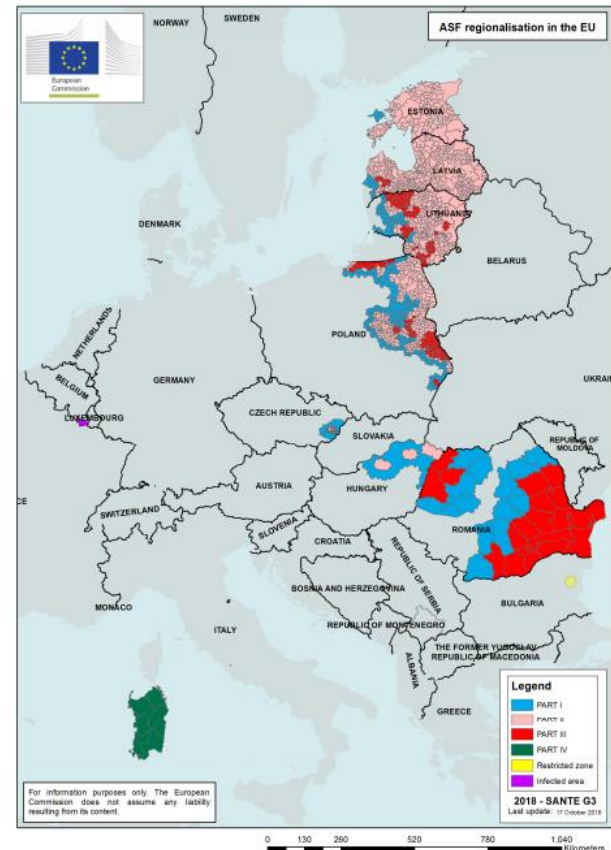 ASF regionalisation in the EU
European
Commission
NORWAY
SWEDEN
ESTONIA
LATVIA
LITHUANIA
DENMARK
BELARUS
NETHERLANDS
POLAND
BELGIUM
GERMANY
UKRAIN
LUXEMBOURG
CZECH REPUBLIC
SLOVAKIA
REPUBLIC OF
MOLDOVA
CE
AUSTRIA
HUNGARY
SWITZERLAND
SLOVENIA
ROMANIA
CROATIA
REPUBLIC OF SERBIA
BOSNIA AND HERZEGOVINA
MONACO
ITALY
BULGARIA
REPUBLIC OF MONTENEGRO
THE FORMER YUGOSLAV
REPUBLIC OF MACEDONIA
ALBANIA
GREECE
Legend
PART I
PART II
PART III
PART IV
Restricted zone
Infected area
2018 - SANTE G3
Last update: 17 October 2018
For information purposes only. The European
Commission does not assume any liability
resulting from its content.
0 130 260 520 780 1,040
Kilometers